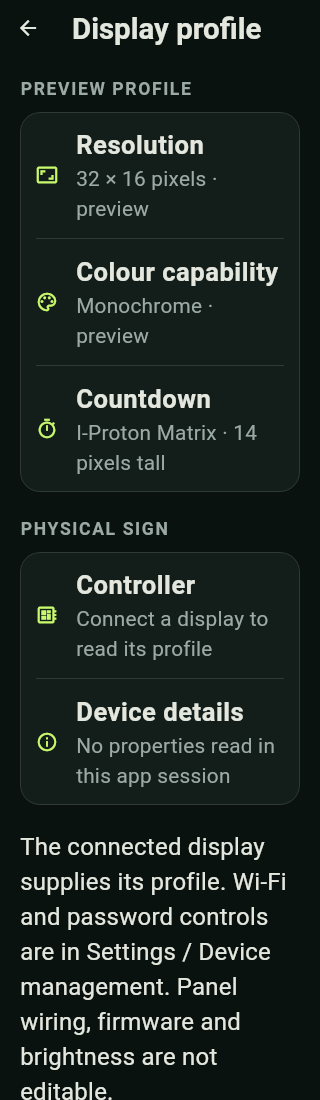 Display profile
PREVIEW PROFILE
Resolution
32 × 16 pixels ·
preview
Colour capability
Monochrome ·
preview
Countdown
I-Proton Matrix · 14
pixels tall
PHYSICAL SIGN
Controller
Connect a display to
read its profile
Device details
No properties read in
this app session
The connected display
supplies its profile. Wi-Fi
and password controls
are in Settings / Device
management. Panel
wiring, firmware and
brightness are not
editable.